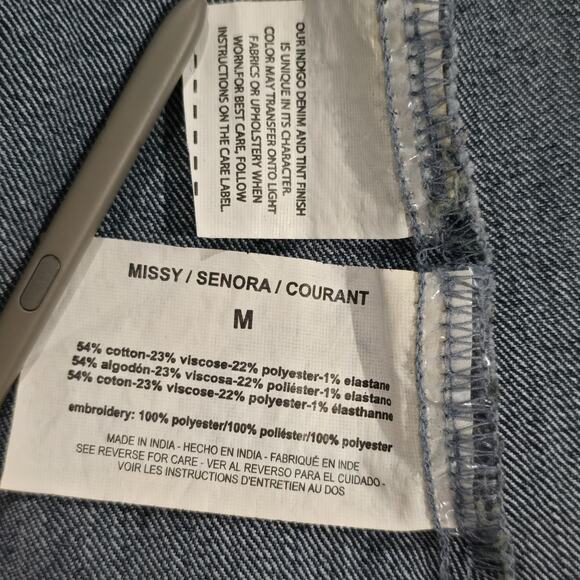 OUR INDIGO DENIM AND TINT FINISH
IS UNIQUE IN ITS CHARACTER.
COLOR MAY TRANSFER ONTO LIGHT
FABRICS OR UPHOLSTERY WHEN
WORN.FOR BEST CARE, FOLLOW
INSTRUCTIONS ON THE CARE LABEL.
MISSY / SENORA / COURANT
M
54% cotton-23% viscose-22% polyester-1% elastane
54% algodón-23% viscosa-22% poliéster-1% elastano
54% coton-23% viscose-22% polyester-1% élasthanne
embroidery: 100% polyester/100% poliéster/100% polyester
MADE IN INDIA - HECHO EN INDIA - FABRIQUÉ EN INDE
SEE REVERSE FOR CARE - VER AL REVERSO PARA EL CUIDADO -
VOIR LES INSTRUCTIONS D'ENTRETIEN AU DOS